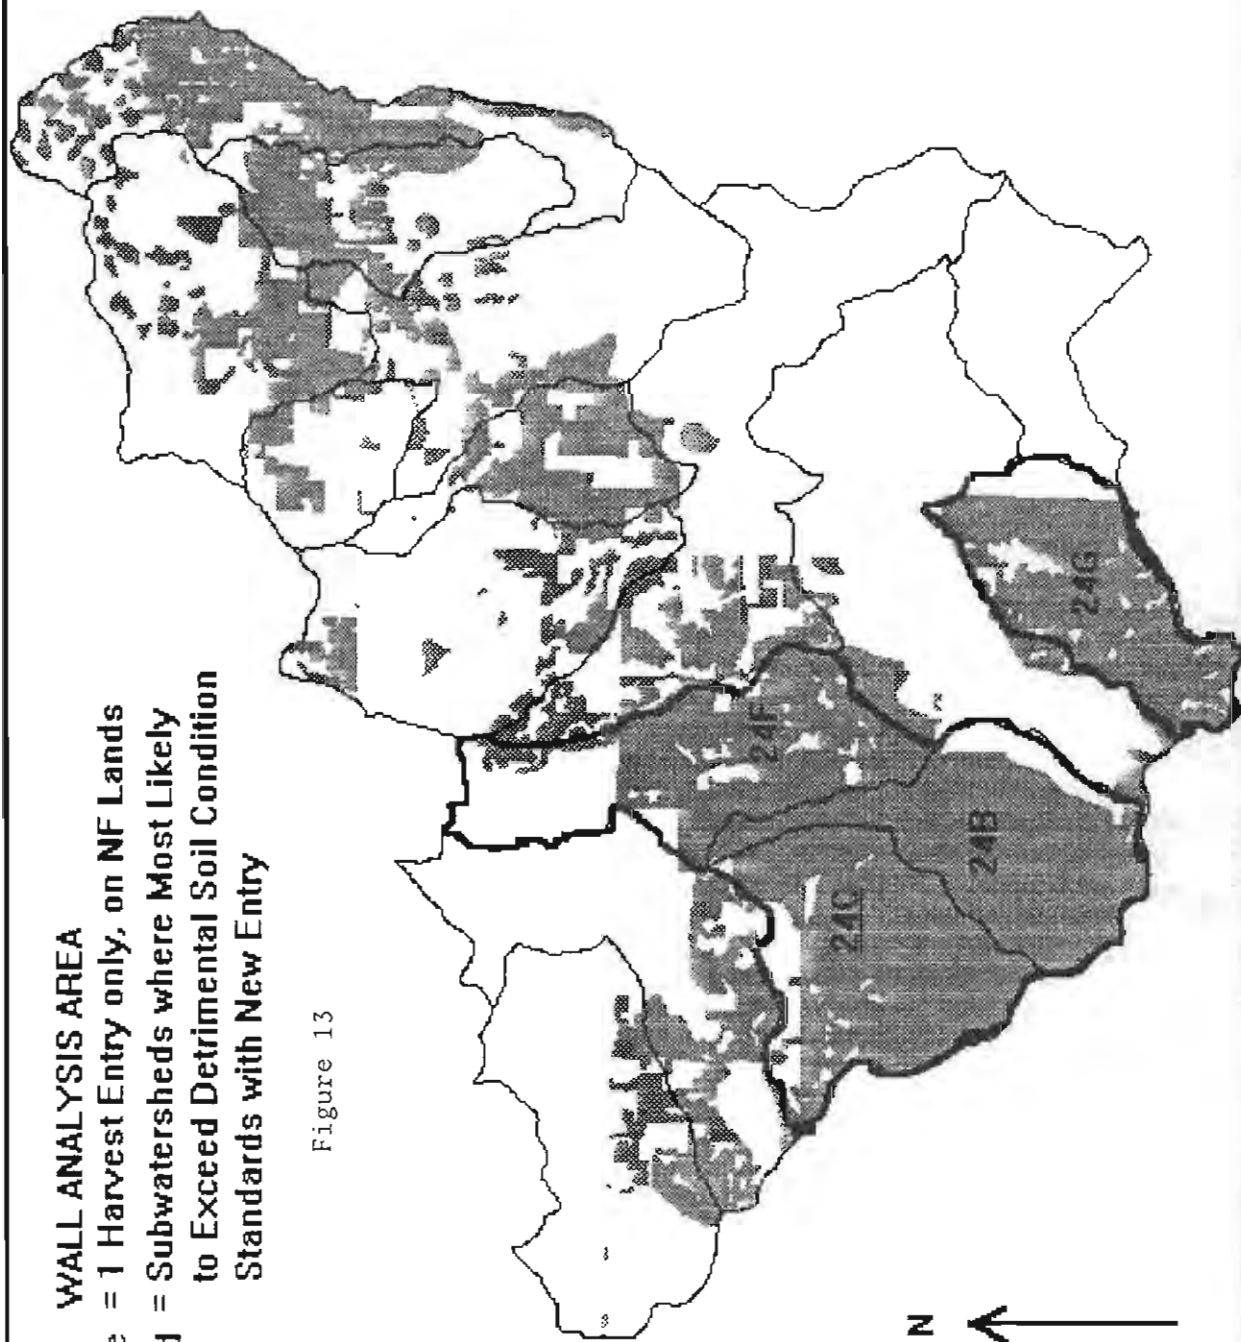 WALL ANALYSIS AREA
e = 1 Harvest Entry only, on NF Lands
d = Subwatersheds where Most Likely
to Exceed Detrimental Soil Condition
Standards with New Entry
Figure 13
24F
24G
24B
24C
N